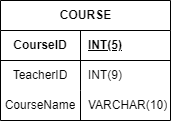 COURSE
CourseID INT(5)
TeacherID INT(9)
CourseName VARCHAR(10)